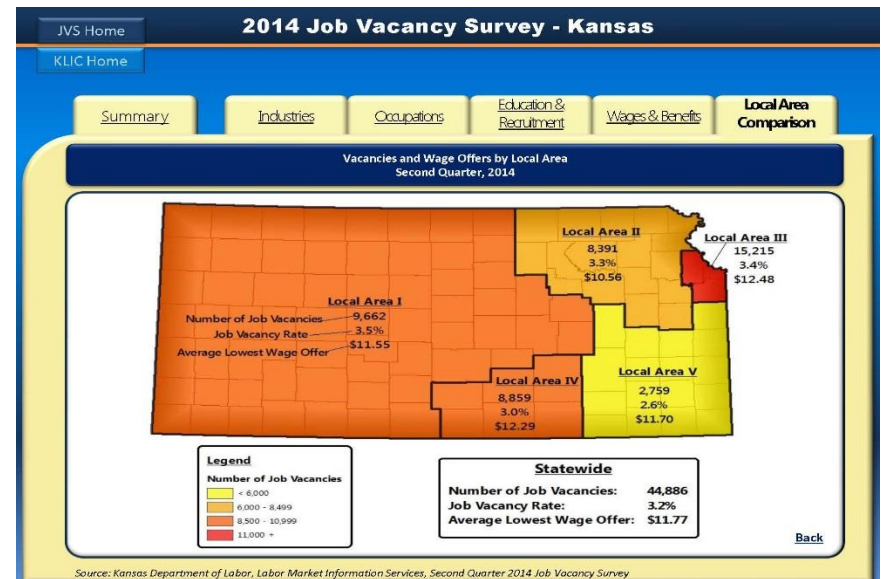 JVS Home
2014 Job Vacancy Survey - Kansas
KLIC Home
Summary
Industries
Occupations
Education &
Recruitment
Wages & Benefits
Local Area
Comparison
Vacancies and Wage Offers by Local Area
Second Quarter, 2014
Local Area II
8,391
3.3%
$10.56
Local Area III
15,215
3.4%
$12.48
Local Area I
Number of Job Vacancies 9,662
Job Vacancy Rate 3.5%
Average Lowest Wage Offer $11.55
Local Area IV
8,859
3.0%
$12.29
Local Area V
2,759
2.6%
$11.70
Legend
Number of Job Vacancies
< 6,000
6,000 - 8,499
8,500 - 10,999
11,000 +
Statewide
Number of Job Vacancies: 44,886
Job Vacancy Rate: 3.2%
Average Lowest Wage Offer: $11.77
Back
Source: Kansas Department of Labor, Labor Market Information Services, Second Quarter 2014 Job Vacancy Survey